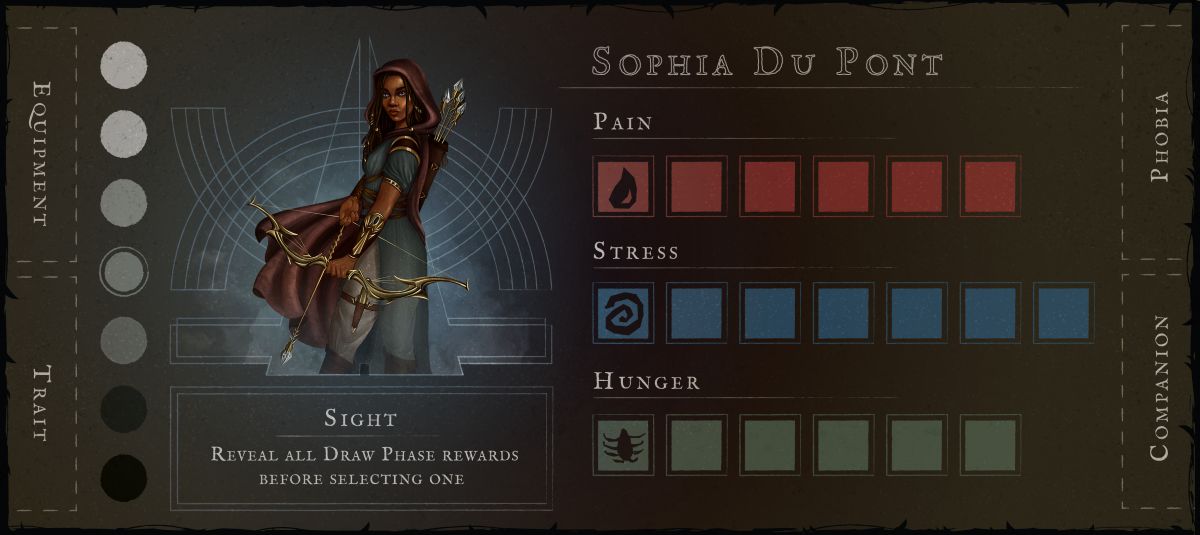 Equipment
Trait
Sophia Du Pont
Pain
Stress
Hunger
Sight
Reveal all Draw Phase rewards
before selecting one
Phobia
Companion